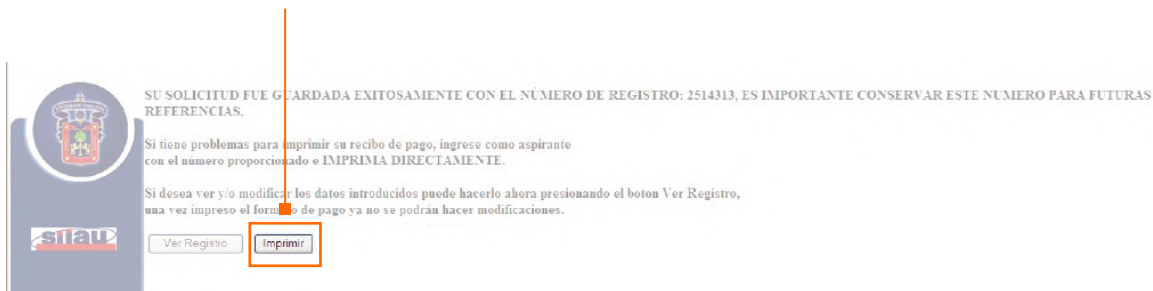 SU SOLICITUD FUE GUARDADA EXITOSAMENTE CON EL NÚMERO DE REGISTRO: 2514313, ES IMPORTANTE CONSERVAR ESTE NUMERO PARA FUTURAS
REFERENCIAS.
Si tiene problemas para imprimir su recibo de pago, ingrese como aspirante
con el número proporcionado e IMPRIMA DIRECTAMENTE.
Si desea ver y/o modificar los datos introducidos puede hacerlo ahora presionando el boton Ver Registro,
una vez impreso el formato de pago ya no se podrán hacer modificaciones.
siiau
Ver Registro
Imprimir